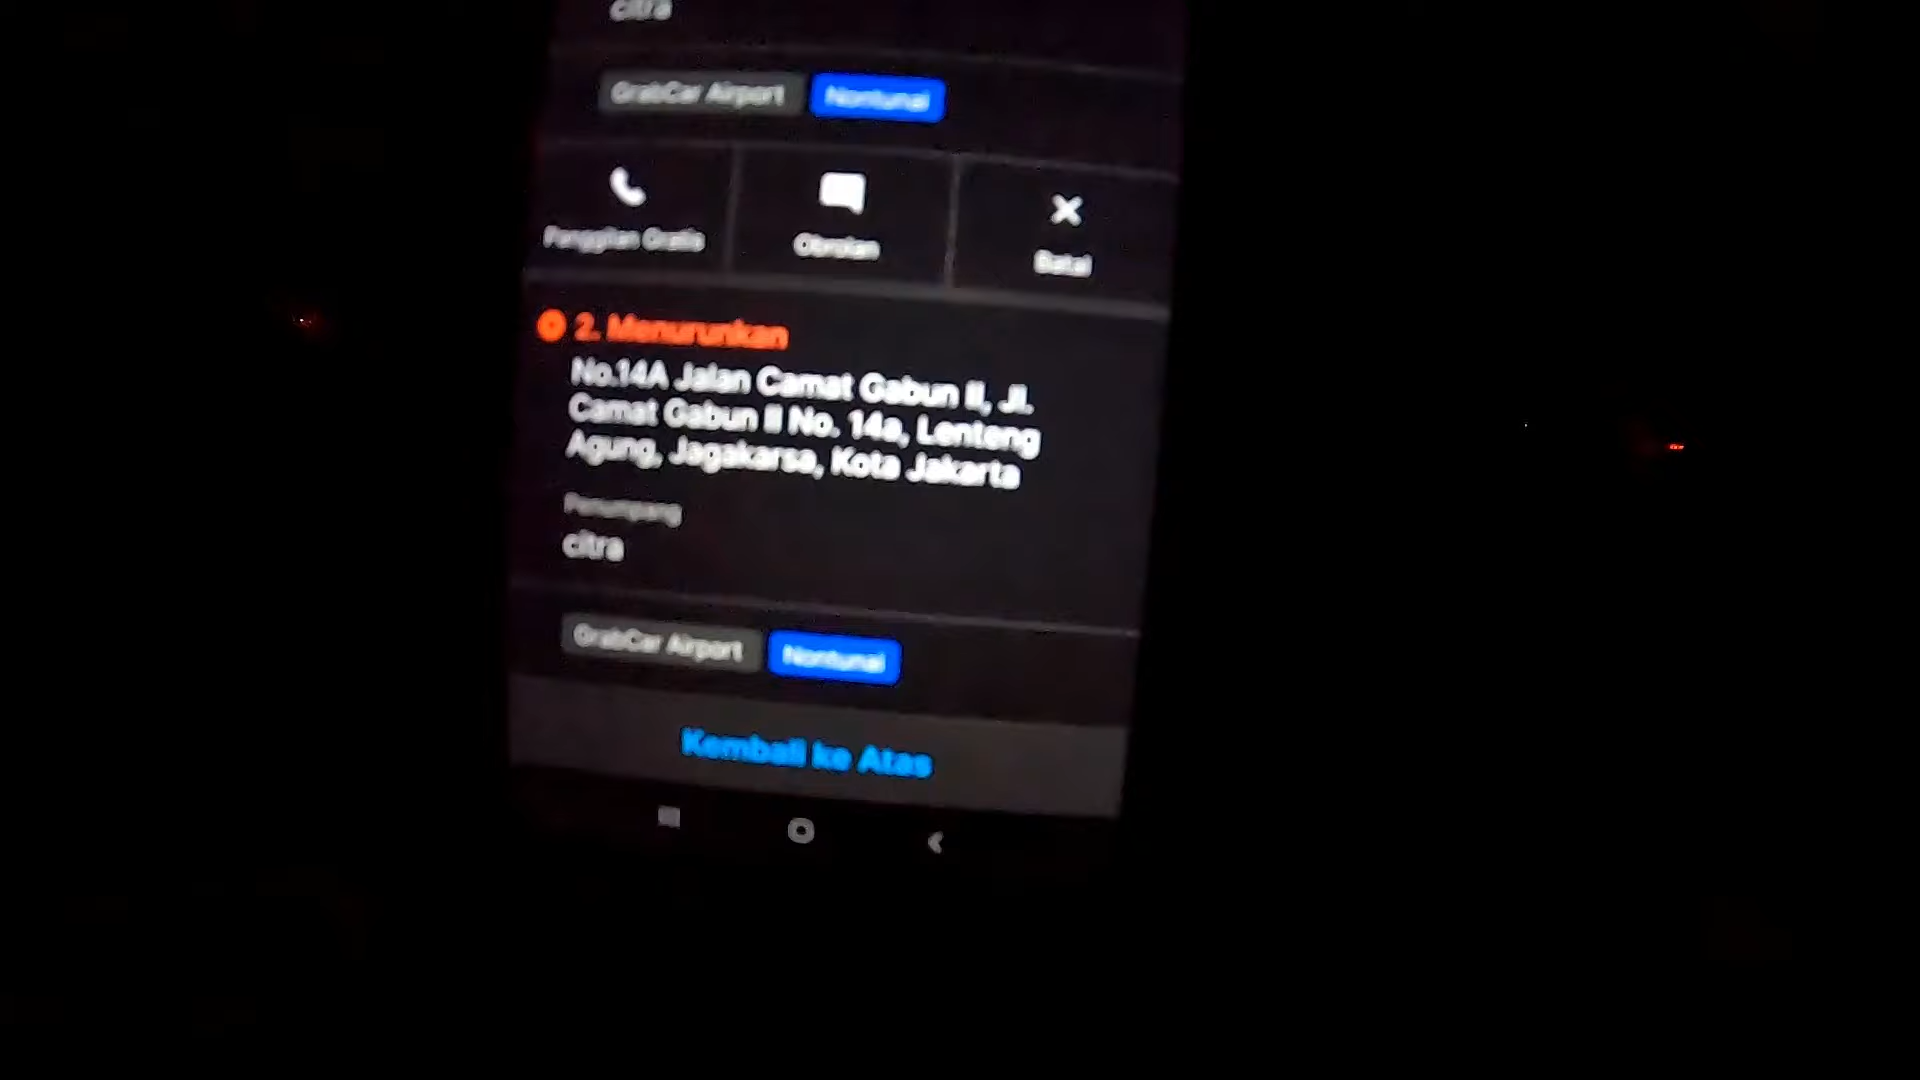 citra
GrabCar Airport Nontunai
Panggilan Gratis Obrolan Batal
2. Menurunkan
No.14A Jalan Camat Gabun II, Jl.
Camat Gabun II No. 14a, Lenteng
Agung, Jagakarsa, Kota Jakarta
Penumpang
citra
GrabCar Airport Nontunai
Kembali ke Atas